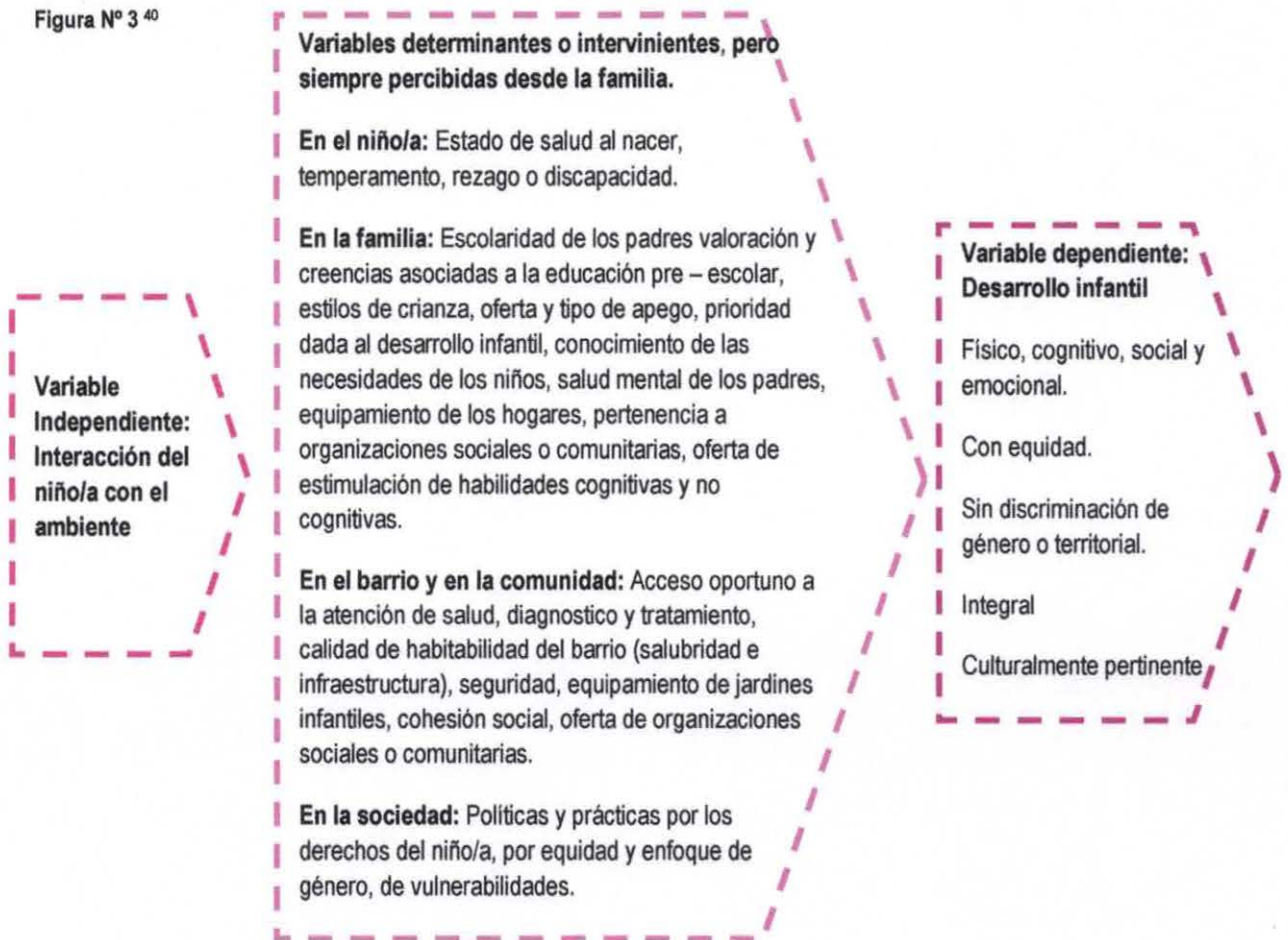 Figura Nº 3 40
Variable
Independiente:
Interacción del
niño/a con el
ambiente
Variables determinantes o intervinientes, pero
siempre percibidas desde la familia.
En el niño/a: Estado de salud al nacer,
temperamento, rezago o discapacidad.
En la familia: Escolaridad de los padres valoración y
creencias asociadas a la educación pre – escolar,
estilos de crianza, oferta y tipo de apego, prioridad
dada al desarrollo infantil, conocimiento de las
necesidades de los niños, salud mental de los padres,
equipamiento de los hogares, pertenencia a
organizaciones sociales o comunitarias, oferta de
estimulación de habilidades cognitivas y no
cognitivas.
En el barrio y en la comunidad: Acceso oportuno a
la atención de salud, diagnostico y tratamiento,
calidad de habitabilidad del barrio (salubridad e
infraestructura), seguridad, equipamiento de jardines
infantiles, cohesión social, oferta de organizaciones
sociales o comunitarias.
En la sociedad: Políticas y prácticas por los
derechos del niño/a, por equidad y enfoque de
género, de vulnerabilidades.
Variable dependiente:
Desarrollo infantil
Físico, cognitivo, social y
emocional.
Con equidad.
Sin discriminación de
género o territorial.
Integral
Culturalmente pertinente